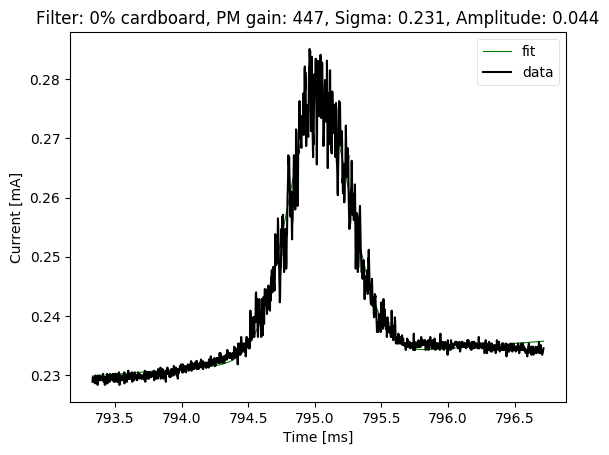 Filter: 0% cardboard, PM gain: 447, Sigma: 0.231, Amplitude: 0.044
fit
data
0.28
0.27
0.26
0.25
0.24
0.23
Current [mA]
793.5 794.0 794.5 795.0 795.5 796.0 796.5
Time [ms]